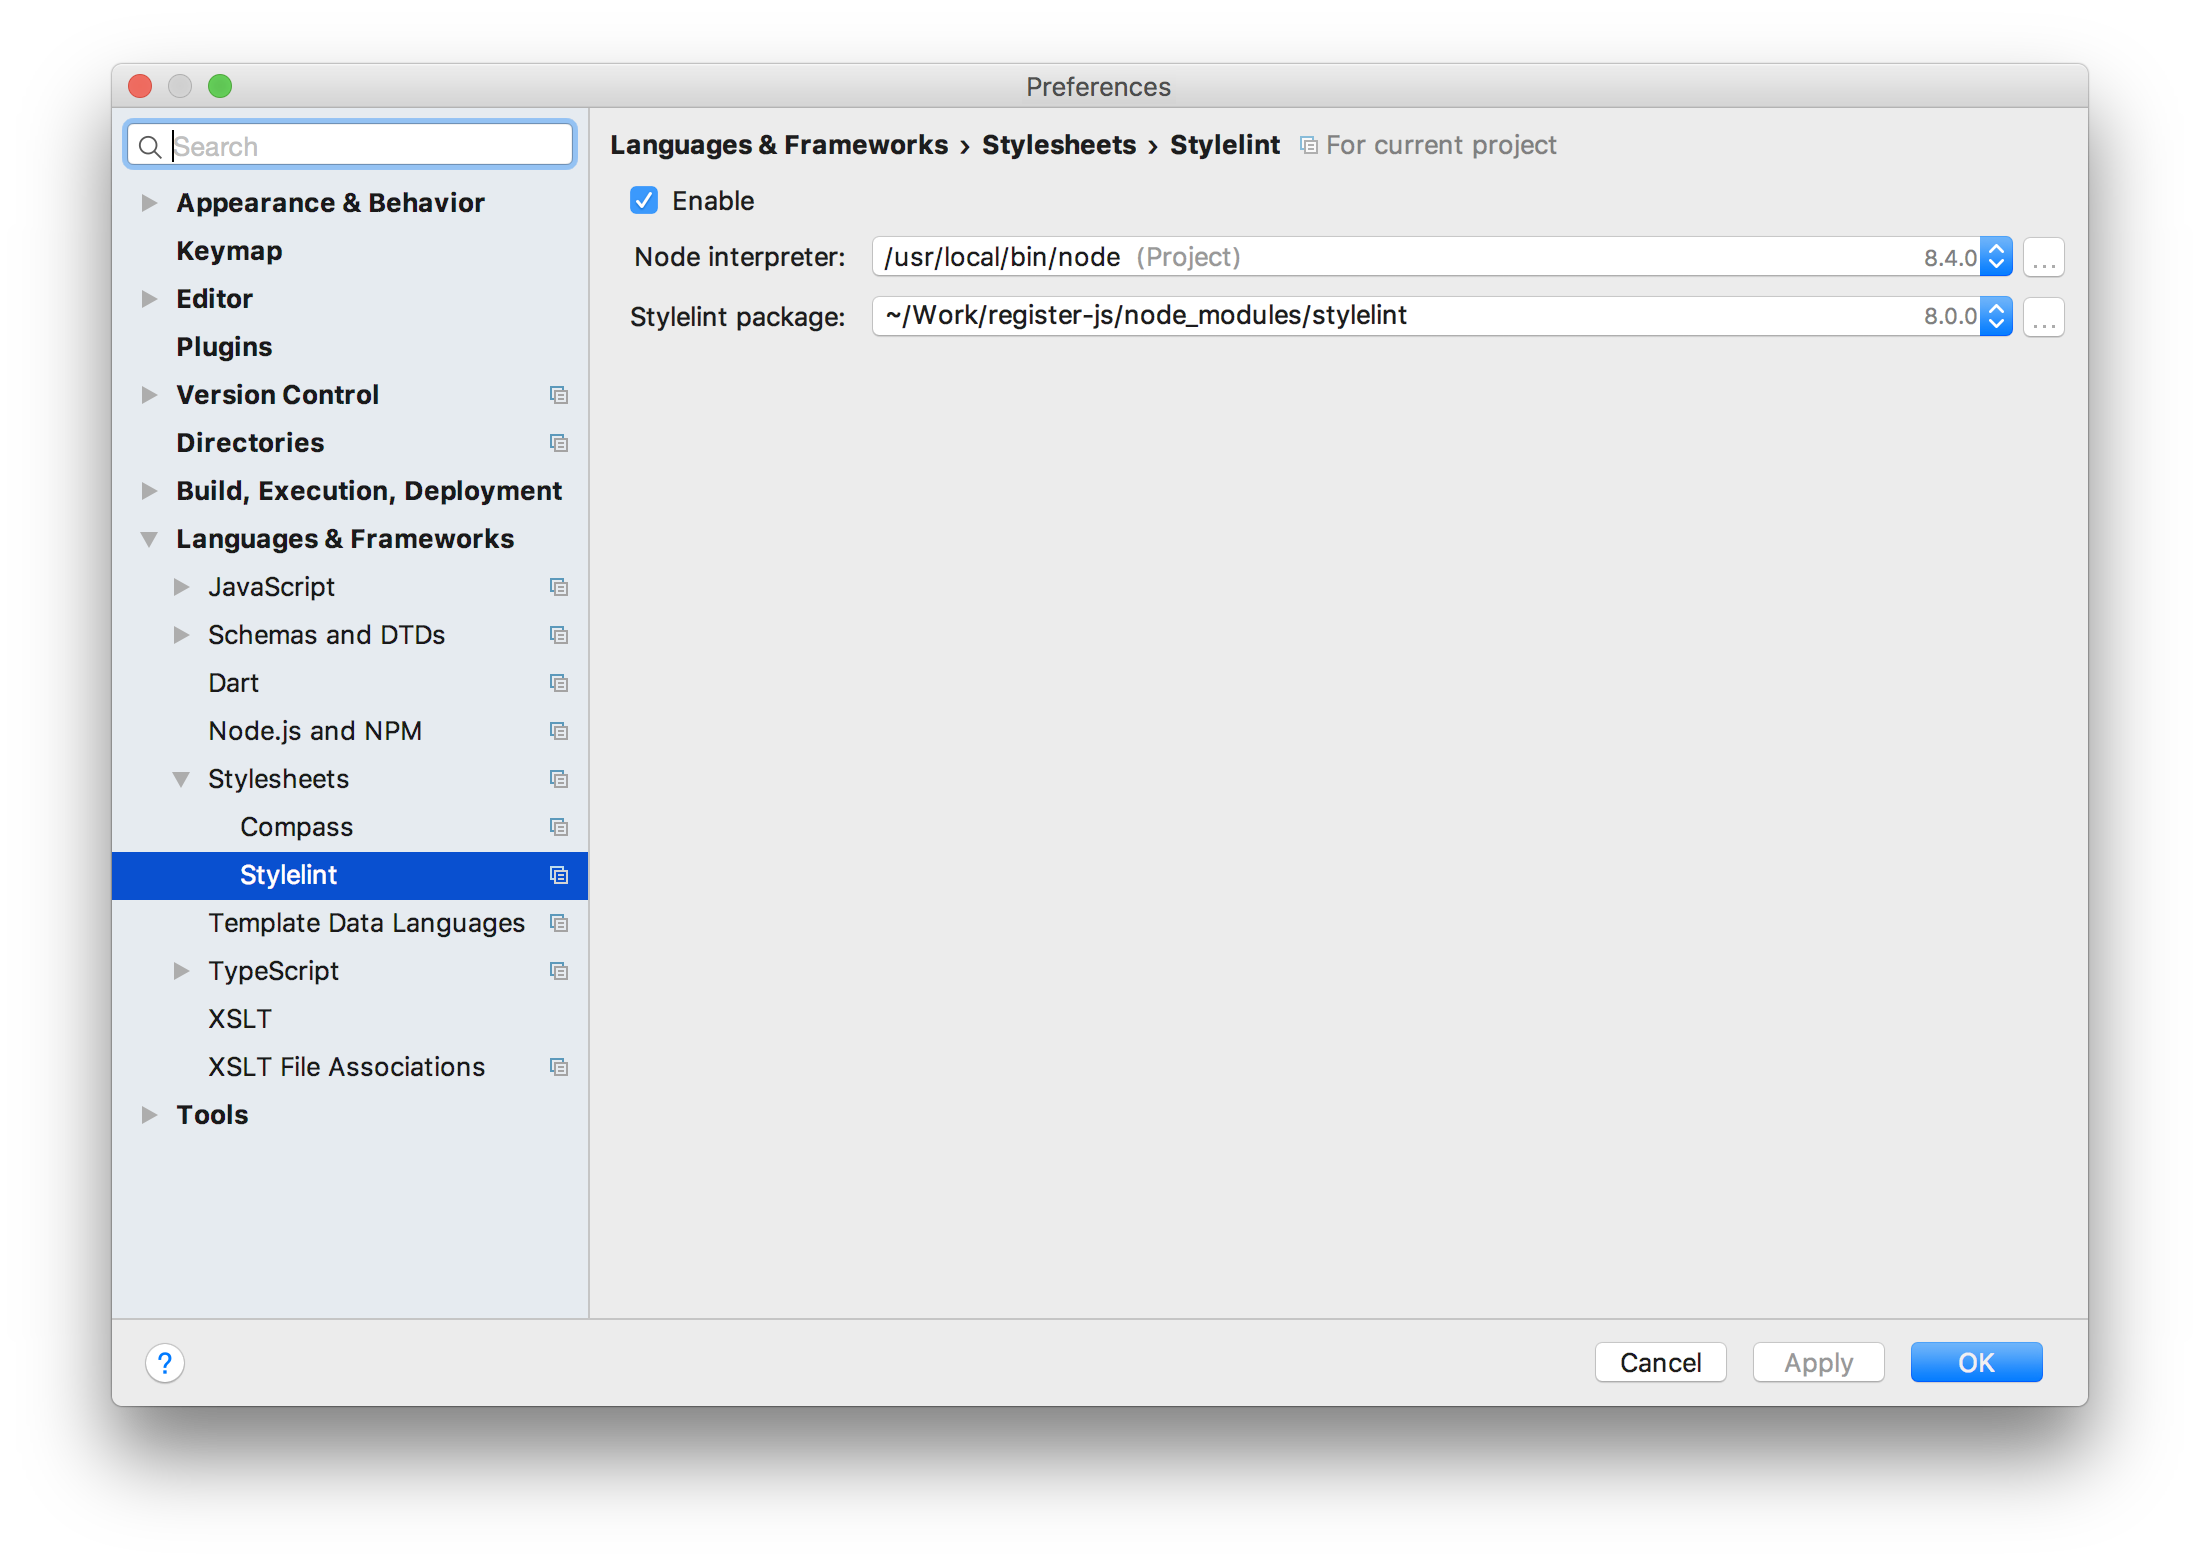 Preferences
Search
Appearance & Behavior
Keymap
Editor
Plugins
Version Control
Directories
Build, Execution, Deployment
Languages & Frameworks
JavaScript
Schemas and DTDs
Dart
Node.js and NPM
Stylesheets
Compass
Stylelint
Template Data Languages
TypeScript
XSLT
XSLT File Associations
Tools
Languages & Frameworks › Stylesheets › Stylelint For current project
Enable
Node interpreter: /usr/local/bin/node (Project) 8.4.0 ...
Stylelint package: ~/Work/register-js/node_modules/stylelint 8.0.0 ...
? Cancel Apply OK